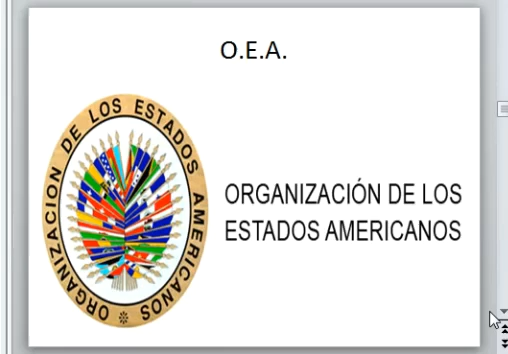 O.E.A.
ORGANIZACION DE LOS ESTADOS AMERICANOS
ORGANIZACIÓN DE LOS
ESTADOS AMERICANOS